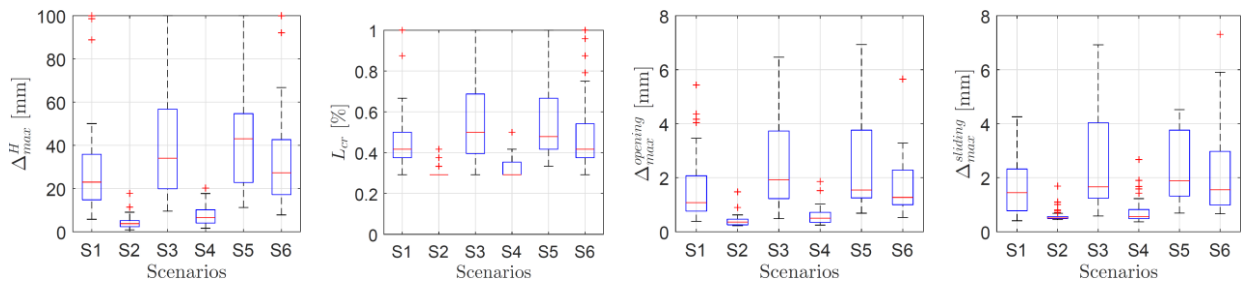 100
80
60
40
20
0
Δ^H_max [mm]
S1 S2 S3 S4 S5 S6
Scenarios
1
0.8
0.6
0.4
0.2
0
L_cr [%]
S1 S2 S3 S4 S5 S6
Scenarios
8
6
4
2
0
Δ^opening_max [mm]
S1 S2 S3 S4 S5 S6
Scenarios
8
6
4
2
0
Δ^sliding_max [mm]
S1 S2 S3 S4 S5 S6
Scenarios